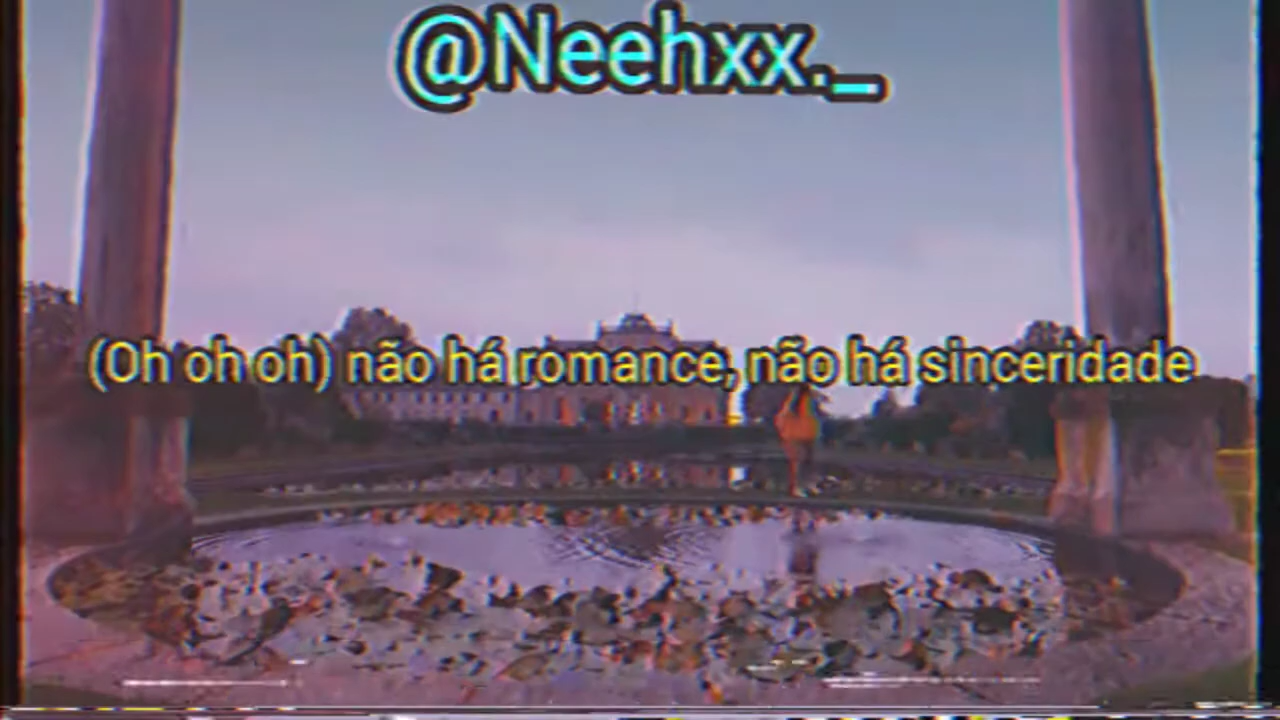 @Neehxx._
(Oh oh oh) não há romance, não há sinceridade